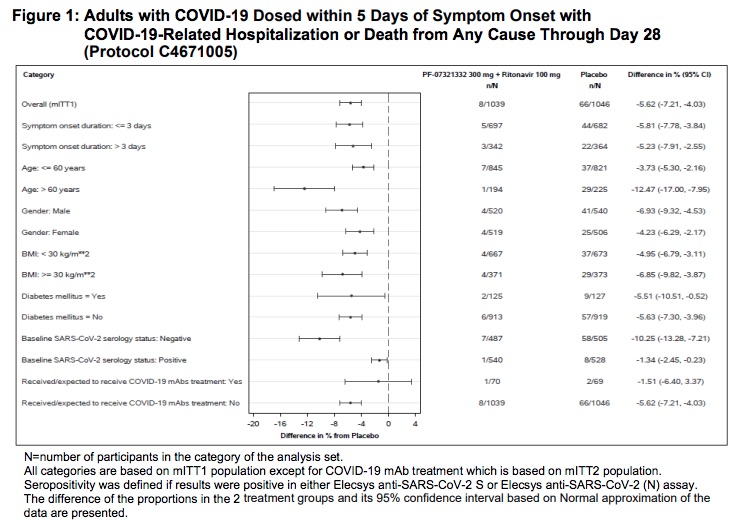 Figure 1: Adults with COVID-19 Dosed within 5 Days of Symptom Onset with
COVID-19-Related Hospitalization or Death from Any Cause Through Day 28
(Protocol C4671005)
Category PF-07321332 300 mg + Ritonavir 100 mg Placebo Difference in % (95% CI)
n/N n/N
Overall (mITT1) 8/1039 66/1046 -5.62 (-7.21, -4.03)
Symptom onset duration: <= 3 days 5/697 44/682 -5.81 (-7.78, -3.84)
Symptom onset duration: > 3 days 3/342 22/364 -5.23 (-7.91, -2.55)
Age: <= 60 years 7/845 37/821 -3.73 (-5.30, -2.16)
Age: > 60 years 1/194 29/225 -12.47 (-17.00, -7.95)
Gender: Male 4/520 41/540 -6.93 (-9.32, -4.53)
Gender: Female 4/519 25/506 -4.23 (-6.29, -2.17)
BMI: < 30 kg/m**2 4/667 37/673 -4.95 (-6.79, -3.11)
BMI: >= 30 kg/m**2 4/371 29/373 -6.85 (-9.82, -3.87)
Diabetes mellitus = Yes 2/125 9/127 -5.51 (-10.51, -0.52)
Diabetes mellitus = No 6/913 57/919 -5.63 (-7.30, -3.96)
Baseline SARS-CoV-2 serology status: Negative 7/487 58/505 -10.25 (-13.28, -7.21)
Baseline SARS-CoV-2 serology status: Positive 1/540 8/528 -1.34 (-2.45, -0.23)
Received/expected to receive COVID-19 mAbs treatment: Yes 1/70 2/69 -1.51 (-6.40, 3.37)
Received/expected to receive COVID-19 mAbs treatment: No 8/1039 66/1046 -5.62 (-7.21, -4.03)
-20 -16 -12 -8 -4 0 4
Difference in % from Placebo
N=number of participants in the category of the analysis set.
All categories are based on mITT1 population except for COVID-19 mAb treatment which is based on mITT2 population.
Seropositivity was defined if results were positive in either Elecsys anti-SARS-CoV-2 S or Elecsys anti-SARS-CoV-2 (N) assay.
The difference of the proportions in the 2 treatment groups and its 95% confidence interval based on Normal approximation of the
data are presented.